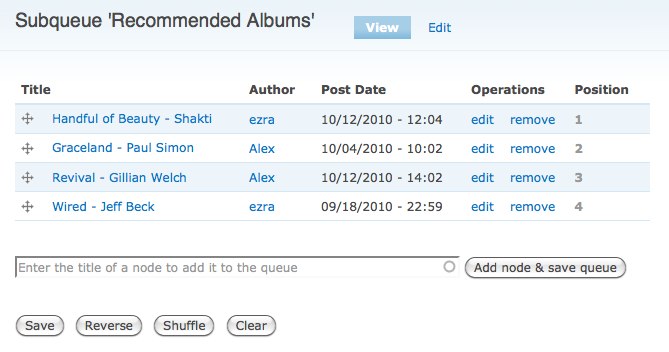 Subqueue 'Recommended Albums' View Edit
Title Author Post Date Operations Position
Handful of Beauty - Shakti ezra 10/12/2010 - 12:04 edit remove 1
Graceland - Paul Simon Alex 10/04/2010 - 10:02 edit remove 2
Revival - Gillian Welch Alex 10/12/2010 - 14:02 edit remove 3
Wired - Jeff Beck ezra 09/18/2010 - 22:59 edit remove 4
Enter the title of a node to add it to the queue Add node & save queue
Save Reverse Shuffle Clear